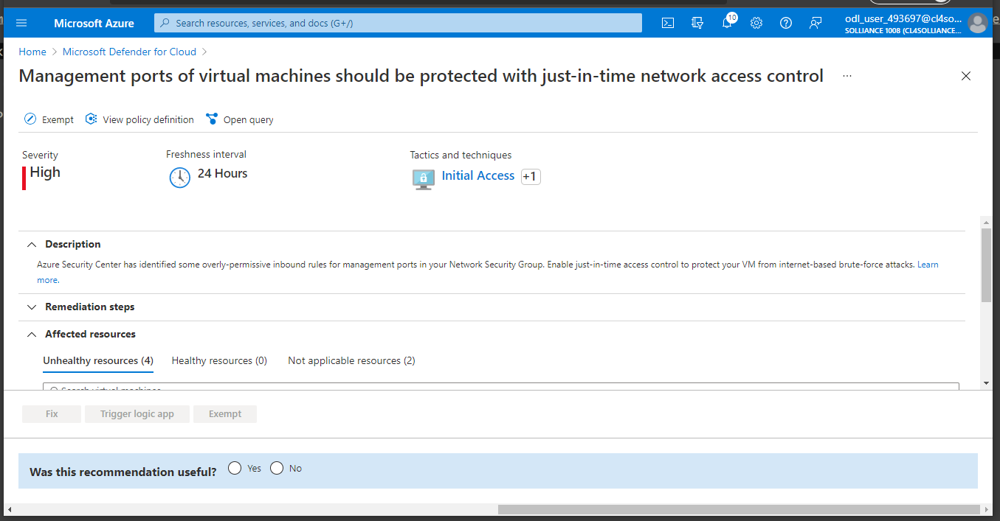 Microsoft Azure
Search resources, services, and docs (G+/)
10
odl_user_493697@cl4so...
SOLLIANCE 1008 (CL4SOLLIANCE...
Home > Microsoft Defender for Cloud >
Management ports of virtual machines should be protected with just-in-time network access control ...
Exempt View policy definition Open query
Severity Freshness interval Tactics and techniques
High 24 Hours Initial Access +1
Description
Azure Security Center has identified some overly-permissive inbound rules for management ports in your Network Security Group. Enable just-in-time access control to protect your VM from internet-based brute-force attacks. Learn
more.
Remediation steps
Affected resources
Unhealthy resources (4) Healthy resources (0) Not applicable resources (2)
Search virtual machines
Fix Trigger logic app Exempt
Was this recommendation useful? Yes No